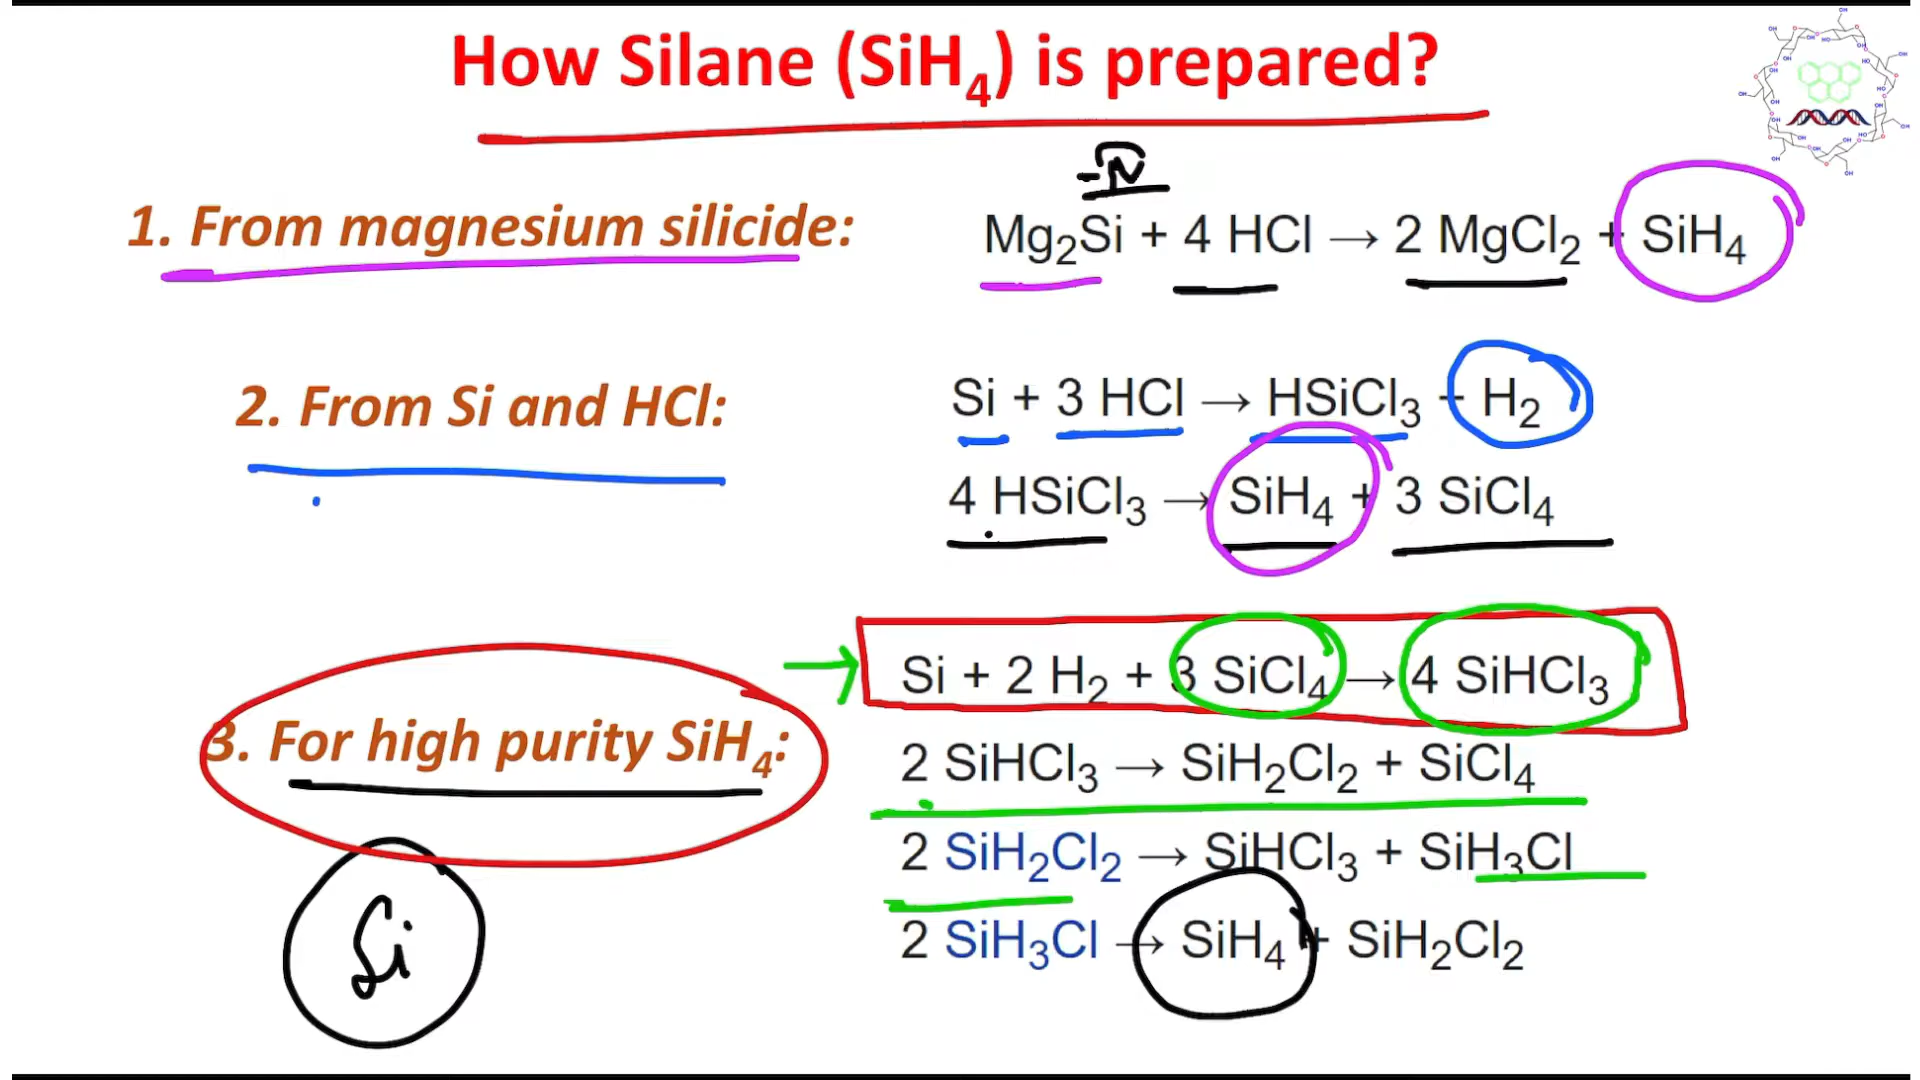 How Silane (SiH₄) is prepared?
-IV
1. From magnesium silicide:
Mg₂Si + 4 HCl → 2 MgCl₂ + SiH₄
2. From Si and HCl:
Si + 3 HCl → HSiCl₃ + H₂
4 HSiCl₃ → SiH₄ + 3 SiCl₄
3. For high purity SiH₄:
Si + 2 H₂ + 3 SiCl₄ → 4 SiHCl₃
2 SiHCl₃ → SiH₂Cl₂ + SiCl₄
2 SiH₂Cl₂ → SiHCl₃ + SiH₃Cl
2 SiH₃Cl → SiH₄ + SiH₂Cl₂
Si